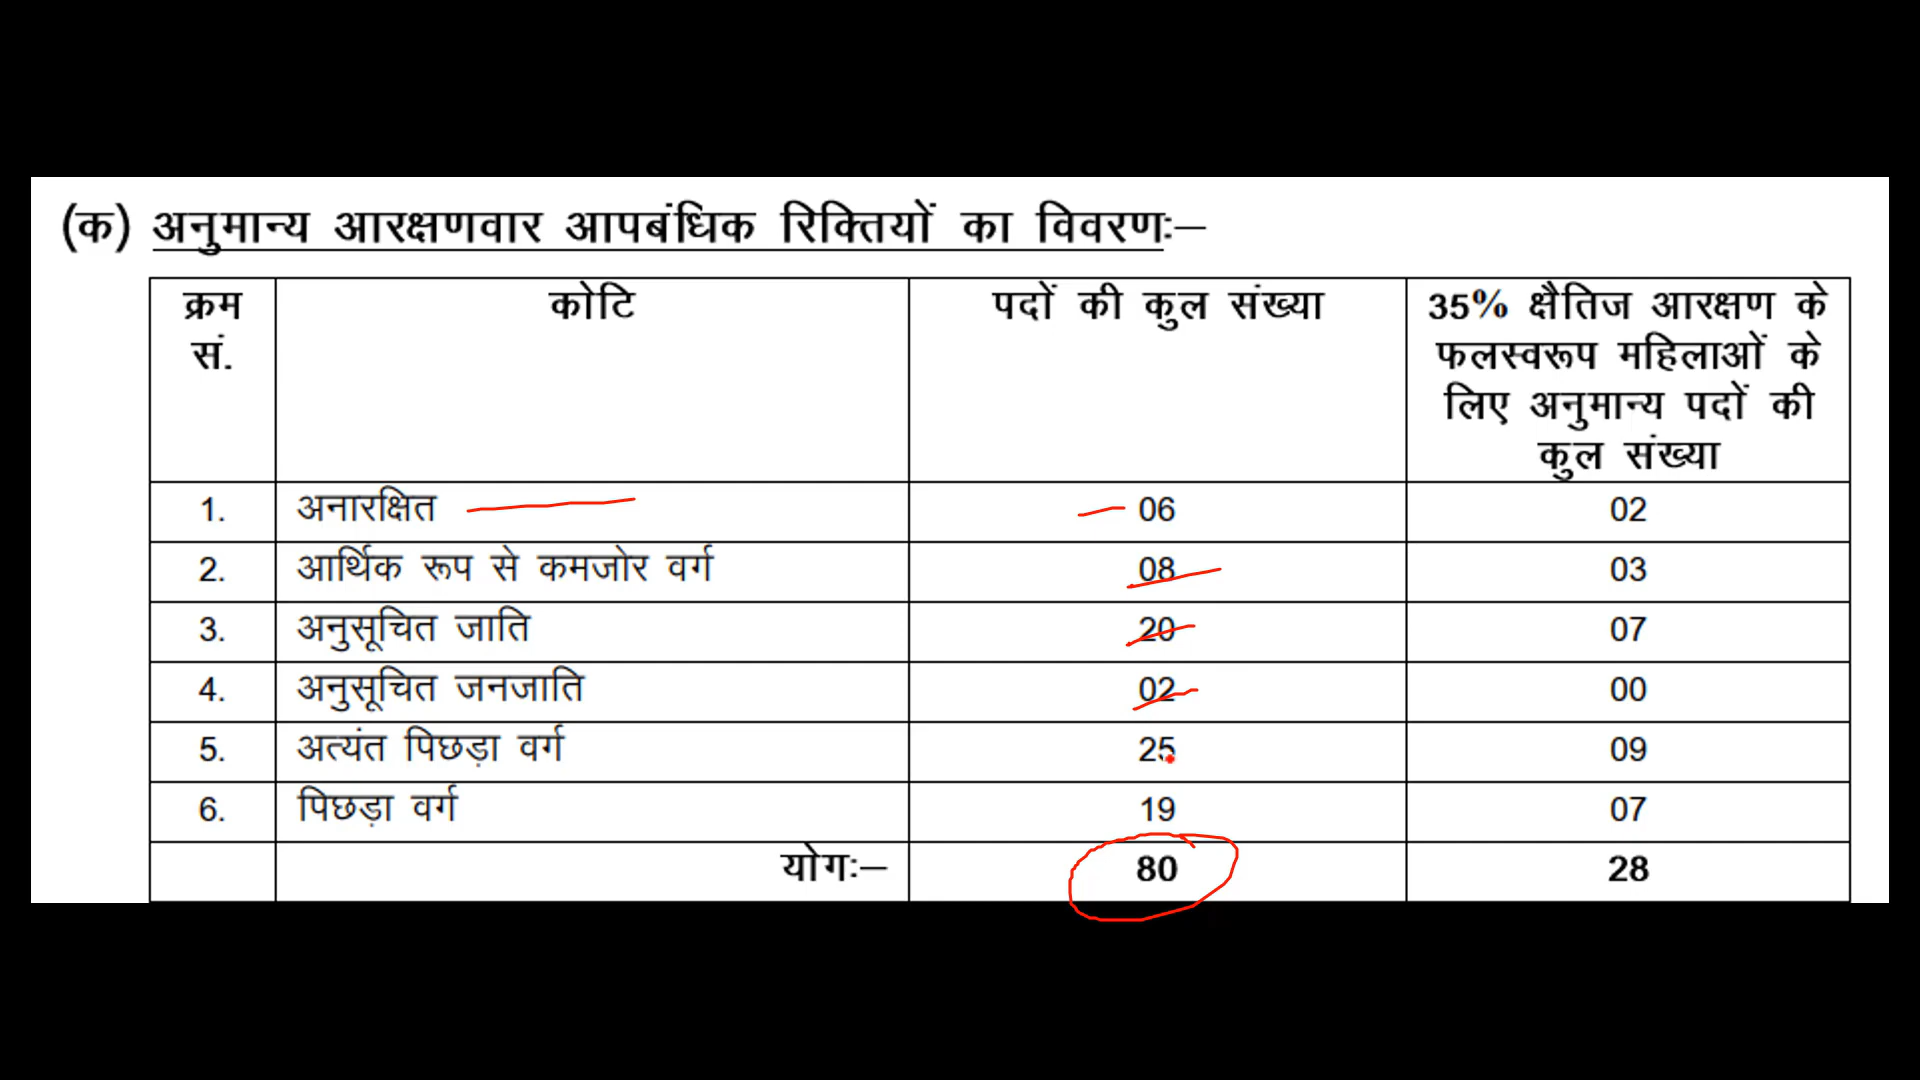 (क) अनुमान्य आरक्षणवार आपबंधिक रिक्तियों का विवरणः—
क्रम सं. कोटि पदों की कुल संख्या 35% क्षैतिज आरक्षण के फलस्वरूप महिलाओं के लिए अनुमान्य पदों की कुल संख्या
1. अनारक्षित 06 02
2. आर्थिक रूप से कमजोर वर्ग 08 03
3. अनुसूचित जाति 20 07
4. अनुसूचित जनजाति 02 00
5. अत्यंत पिछड़ा वर्ग 25 09
6. पिछड़ा वर्ग 19 07
योगः— 80 28